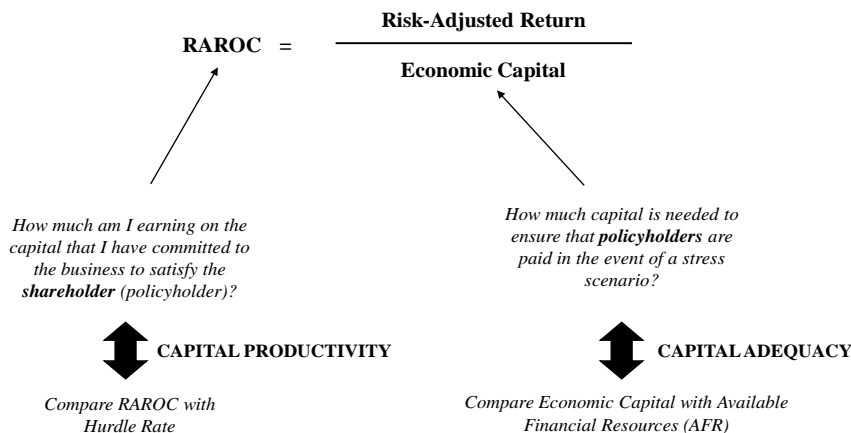 Risk-Adjusted Return
RAROC =
Economic Capital
How much am I earning on the
capital that I have committed to
the business to satisfy the
shareholder (policyholder)?
How much capital is needed to
ensure that policyholders are
paid in the event of a stress
scenario?
CAPITAL PRODUCTIVITY
CAPITAL ADEQUACY
Compare RAROC with
Hurdle Rate
Compare Economic Capital with Available
Financial Resources (AFR)